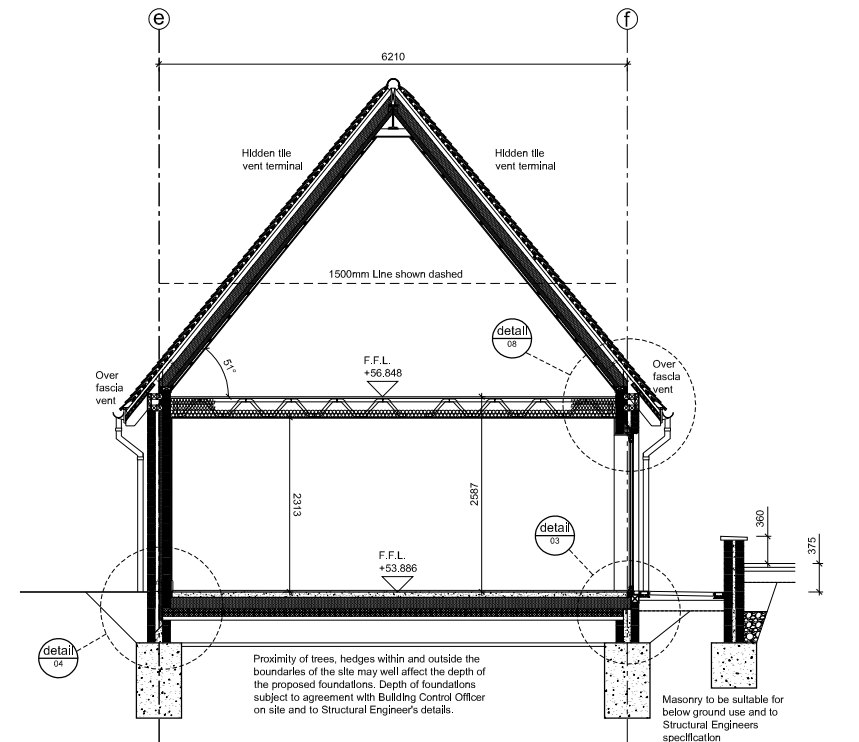 e
f
6210
Hidden tile
vent terminal
Hidden tile
vent terminal
1500mm Line shown dashed
detail
08
51°
F.F.L.
+56.848
Over
fascia
vent
Over
fascia
vent
2313
2587
detail
03
360
375
F.F.L.
+53.886
detail
04
Proximity of trees, hedges within and outside the
boundaries of the site may well affect the depth of
the proposed foundations. Depth of foundations
subject to agreement with Building Control Officer
on site and to Structural Engineer's details.
Masonry to be suitable for
below ground use and to
Structural Engineers
specification